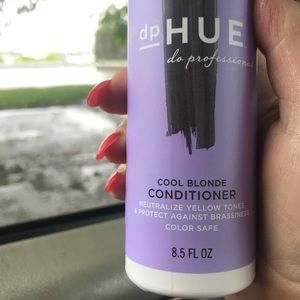 dpHUE
do professional
COOL BLONDE
CONDITIONER
NEUTRALIZE YELLOW TONES
& PROTECT AGAINST BRASSINESS
COLOR SAFE
8.5 FL OZ